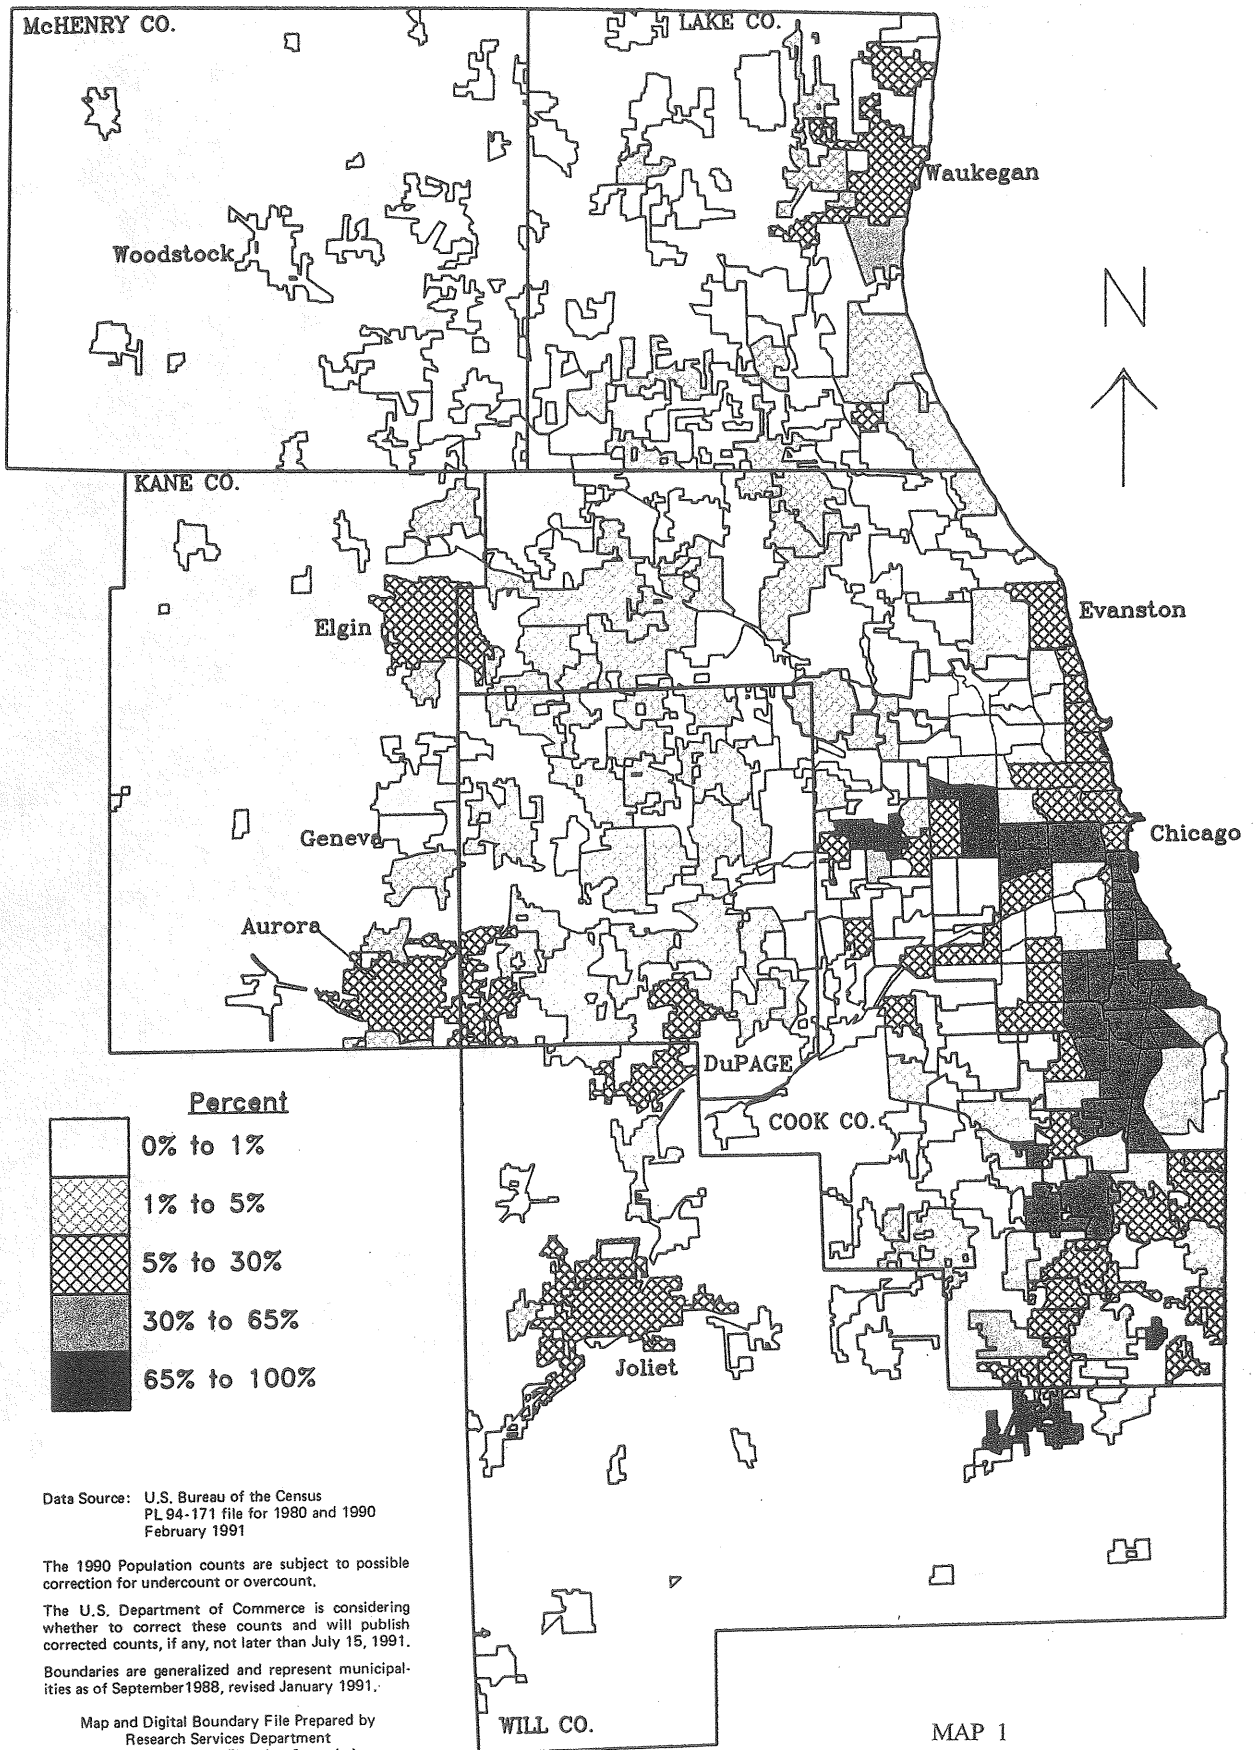 McHENRY CO.
LAKE CO.
Waukegan
Woodstock
N
KANE CO.
Elgin
Evanston
Geneva
Chicago
Aurora
DuPAGE
COOK CO.
Joliet
WILL CO.
Percent
0% to 1%
1% to 5%
5% to 30%
30% to 65%
65% to 100%
Data Source: U.S. Bureau of the Census
PL 94-171 file for 1980 and 1990
February 1991
The 1990 Population counts are subject to possible
correction for undercount or overcount.
The U.S. Department of Commerce is considering
whether to correct these counts and will publish
corrected counts, if any, not later than July 15, 1991.
Boundaries are generalized and represent municipal-
ities as of September 1988, revised January 1991.
Map and Digital Boundary File Prepared by
Research Services Department
MAP 1